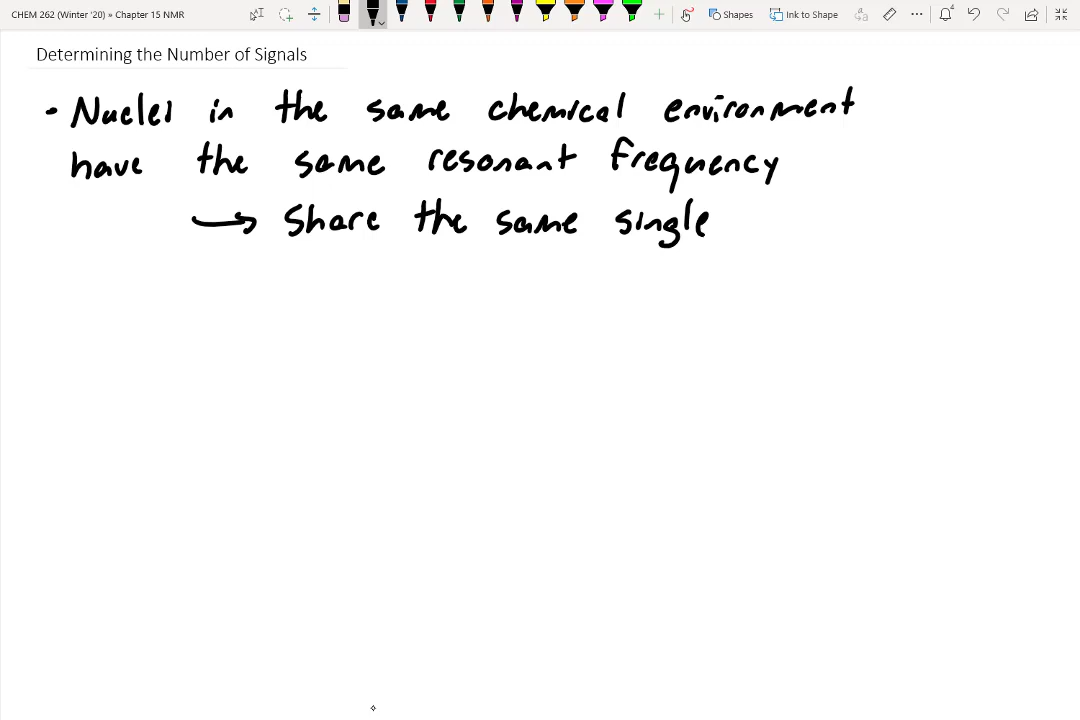 CHEM 262 (Winter '20) » Chapter 15 NMR
Shapes
Ink to Shape
Determining the Number of Signals
• Nuclei in the same chemical environment
have the same resonant frequency
→ Share the same single